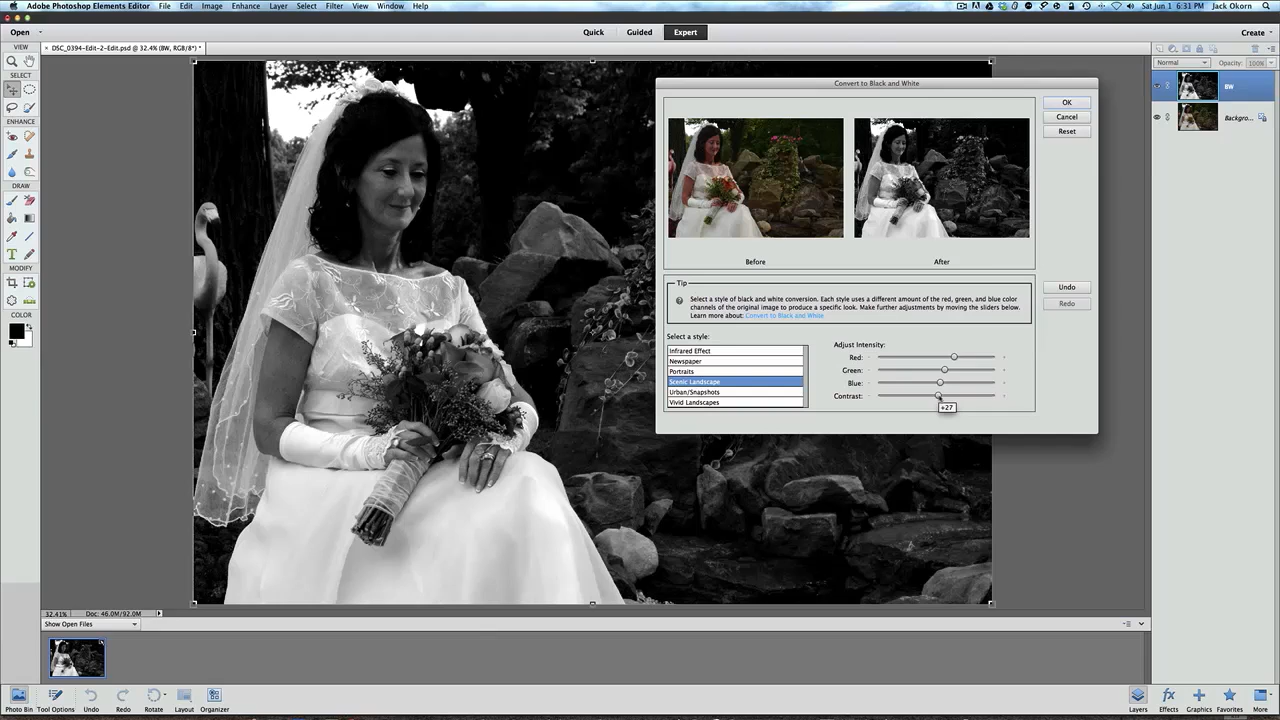 Adobe Photoshop Elements Editor File Edit Image Enhance Layer Select Filter View Window Help Sat Jun 1 6:31 PM Jack Okorn
Open Quick Guided Expert Create
VIEW × DSC_0394-Edit-2-Edit.psd @ 32.4% (BW, RGB/8*) *
Normal Opacity: 100%
SELECT
BW
Backgro...
ENHANCE
DRAW
MODIFY
COLOR
Convert to Black and White
OK
Cancel
Reset
Before After
Tip
Select a style of black and white conversion. Each style uses a different amount of the red, green, and blue color
channels of the original image to produce a specific look. Make further adjustments by moving the sliders below.
Learn more about: Convert to Black and White
Undo
Redo
Select a style:
Infrared Effect
Newspaper
Portraits
Scenic Landscape
Urban/Snapshots
Vivid Landscapes
Adjust Intensity:
Red:
Green:
Blue:
Contrast:
+27
32.41% Doc: 46.0M/92.0M
Show Open Files
Photo Bin Tool Options Undo Redo Rotate Layout Organizer Layers Effects Graphics Favorites More